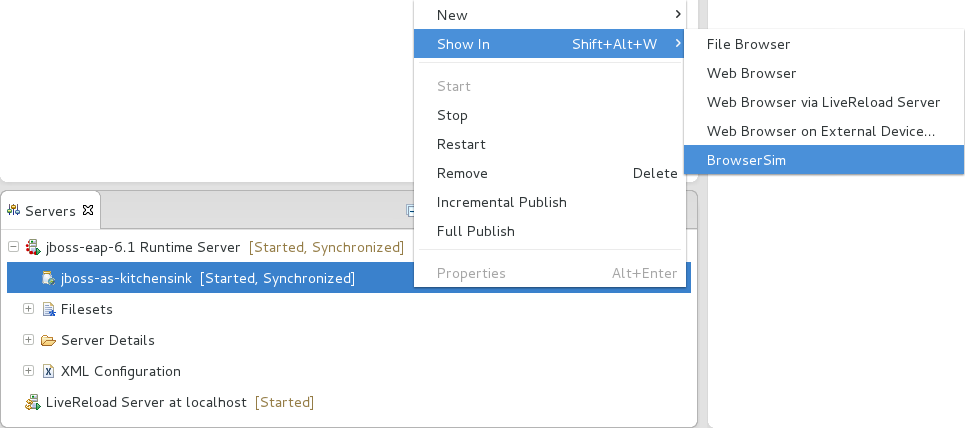 New
Show In Shift+Alt+W
Start
Stop
Restart
Remove Delete
Incremental Publish
Full Publish
Properties Alt+Enter
File Browser
Web Browser
Web Browser via LiveReload Server
Web Browser on External Device...
BrowserSim
Servers
jboss-eap-6.1 Runtime Server [Started, Synchronized]
jboss-as-kitchensink [Started, Synchronized]
Filesets
Server Details
XML Configuration
LiveReload Server at localhost [Started]